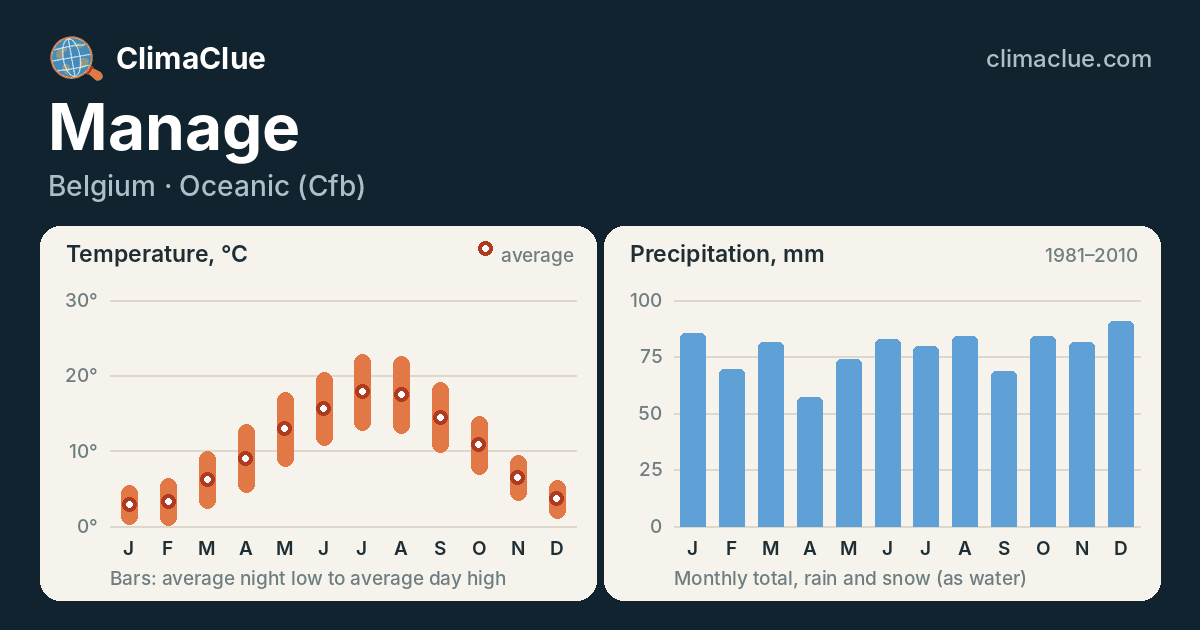 ClimaClue
climaclue.com
Manage
Belgium · Oceanic (Cfb)
Temperature, °C
average
30°
20°
10°
0°
J F M A M J J A S O N D
Bars: average night low to average day high
Precipitation, mm
1981–2010
100
75
50
25
0
J F M A M J J A S O N D
Monthly total, rain and snow (as water)